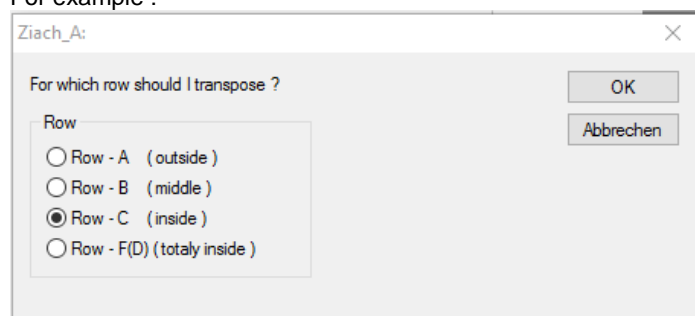 For example :
Ziach_A:
For which row should I transpose ?
OK
Abbrechen
Row
Row - A ( outside )
Row - B ( middle )
Row - C ( inside )
Row - F(D) ( totaly inside )